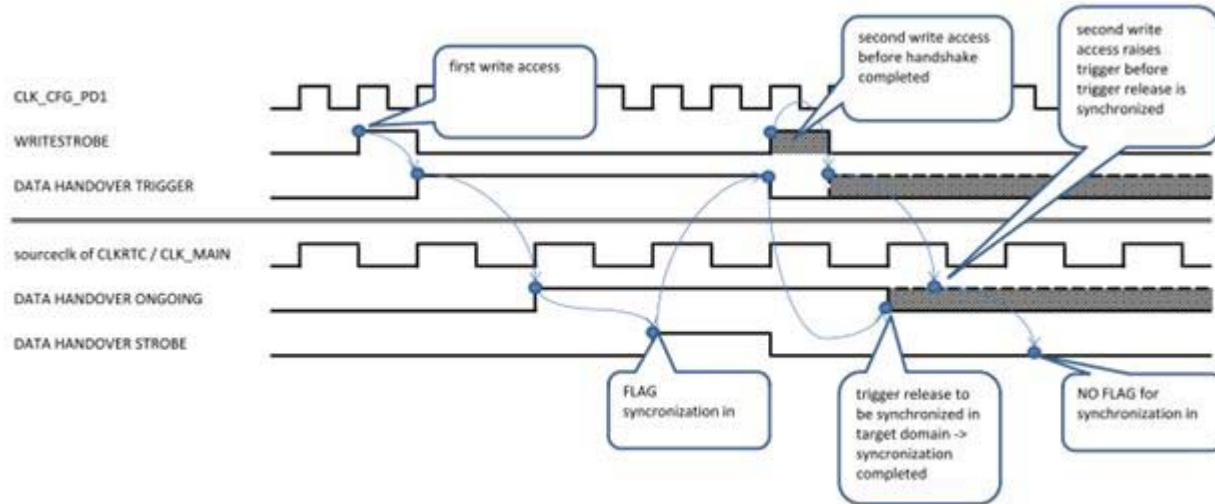 first write access
second write access
before handshake
completed
second write
access raises
trigger before
trigger release is
synchronized
CLK_CFG_PD1
WRITESTROBE
DATA HANDOVER TRIGGER
sourceclk of CLKRTC / CLK_MAIN
DATA HANDOVER ONGOING
DATA HANDOVER STROBE
FLAG
syncronization in
trigger release to
be synchronized in
target domain ->
syncronization
completed
NO FLAG for
synchronization in